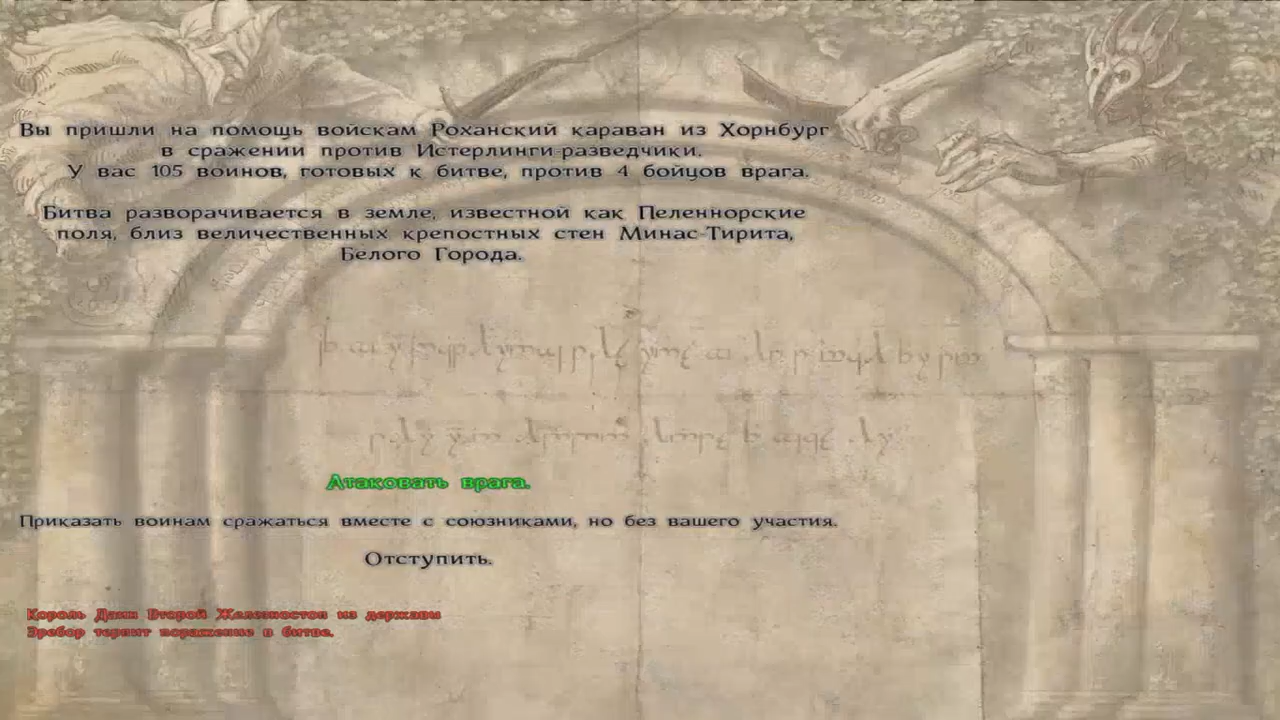 Вы пришли на помощь войскам Роханский караван из Хорнбург
в сражении против Истерлинги-разведчики.
У вас 105 воинов, готовых к битве, против 4 бойцов врага.
Битва разворачивается в земле, известной как Пеленнорские
поля, близ величественных крепостных стен Минас-Тирита,
Белого Города.
Атаковать врага.
Приказать воинам сражаться вместе с союзниками, но без вашего участия.
Отступить.
Король Даин Второй Железностоп из державы
Эребор терпит поражение в битве.